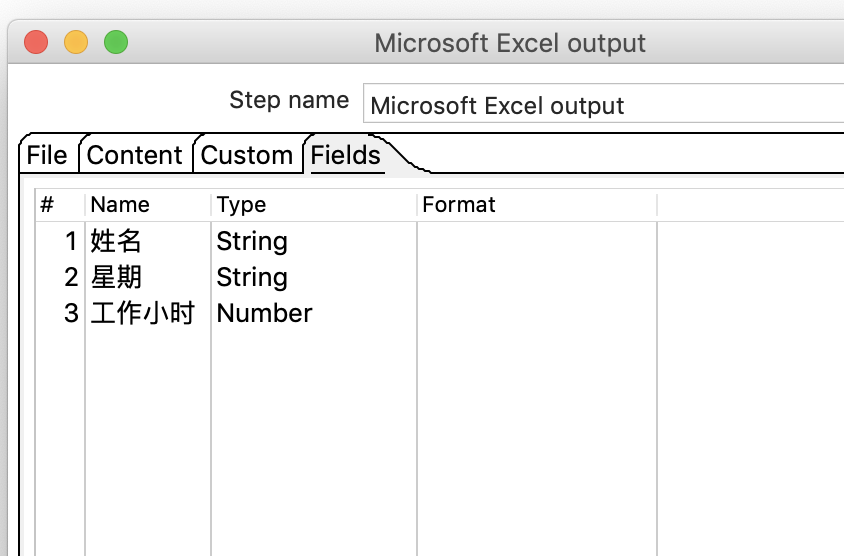 Microsoft Excel output
Step name Microsoft Excel output
File Content Custom Fields
# Name Type Format
1 姓名 String
2 星期 String
3 工作小时 Number